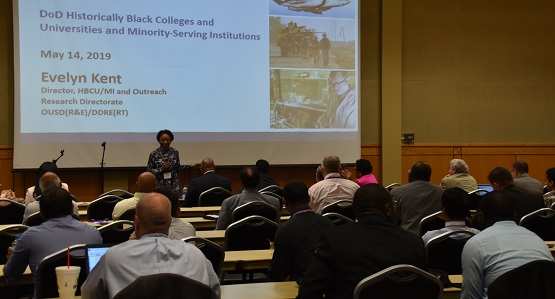 DoD Historically Black Colleges and
Universities and Minority-Serving Institutions
May 14, 2019
Evelyn Kent
Director, HBCU/MI and Outreach
Research Directorate
OUSD(R&E)/DDRE(RT)